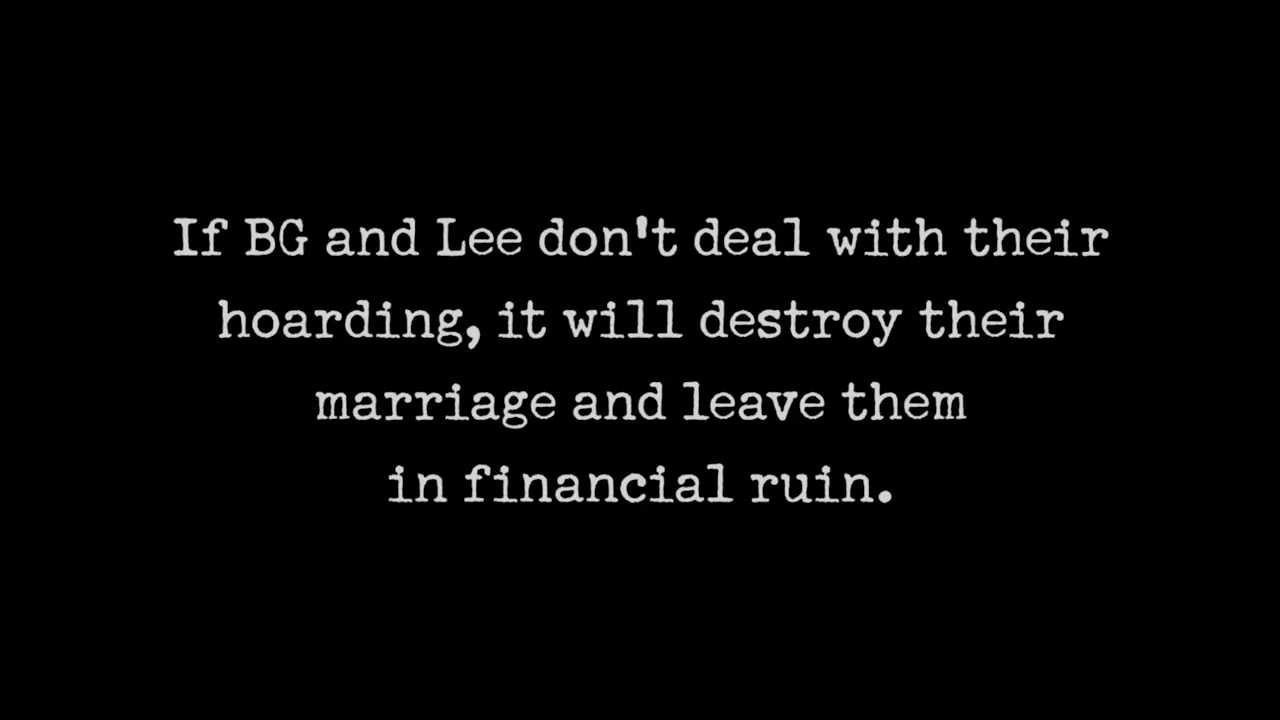 If BG and Lee don't deal with their
hoarding, it will destroy their
marriage and leave them
in financial ruin.